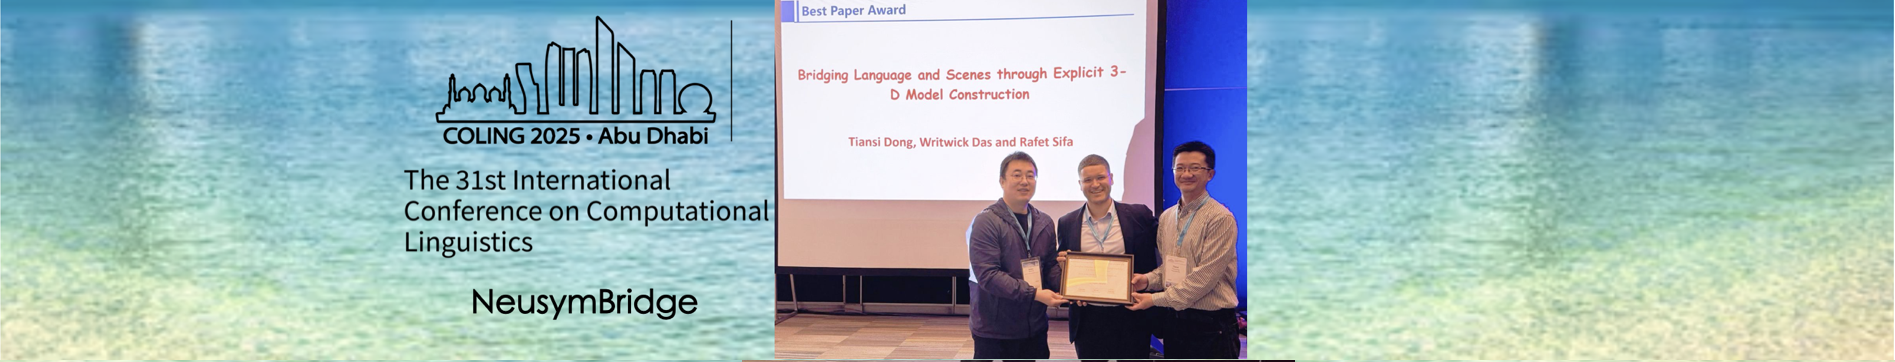 COLING 2025 • Abu Dhabi
The 31st International
Conference on Computational
Linguistics
NeusymBridge
Best Paper Award
Bridging Language and Scenes through Explicit 3-
D Model Construction
Tiansi Dong, Writwick Das and Rafet Sifa